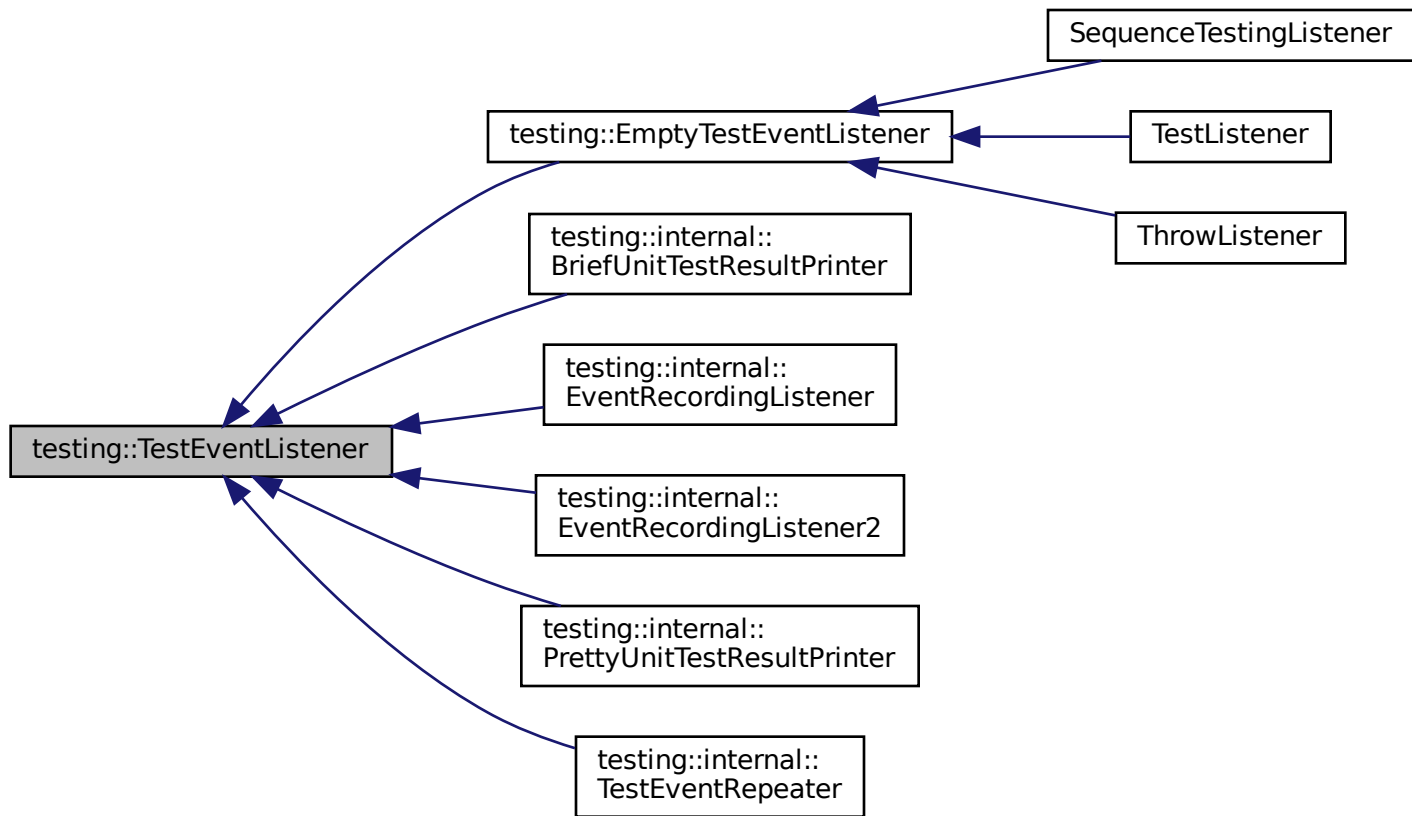 SequenceTestingListener
testing::EmptyTestEventListener
TestListener
ThrowListener
testing::internal::
BriefUnitTestResultPrinter
testing::internal::
EventRecordingListener
testing::TestEventListener
testing::internal::
EventRecordingListener2
testing::internal::
PrettyUnitTestResultPrinter
testing::internal::
TestEventRepeater